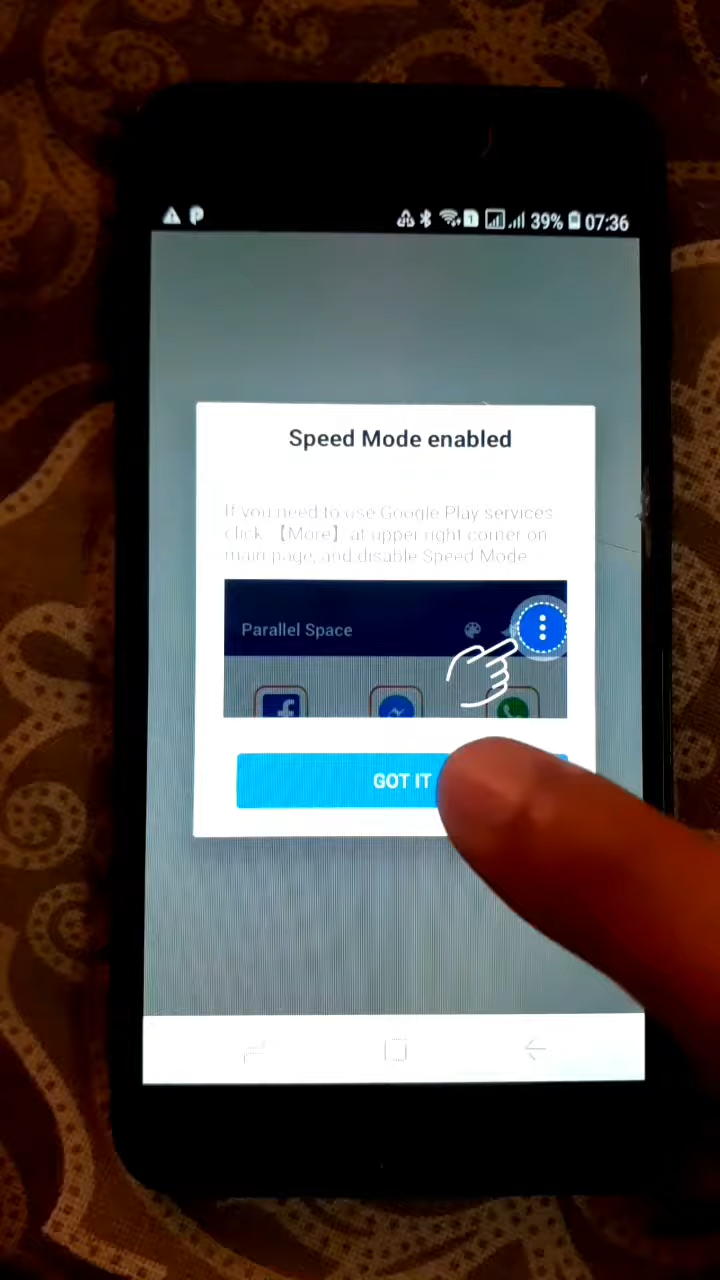 1 39% 07:36
Speed Mode enabled
If you need to use Google Play services
click 【More】 at upper right corner on
main page, and disable Speed Mode
Parallel Space
GOT IT